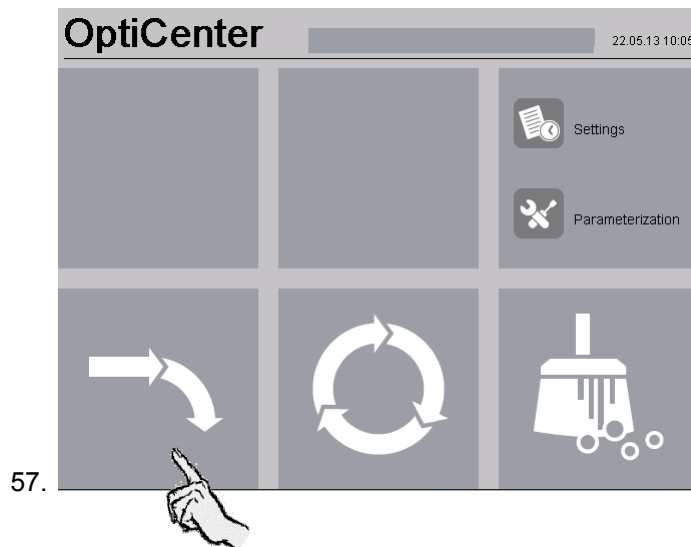 OptiCenter
22.05.13 10:05
Settings
Parameterization
57.